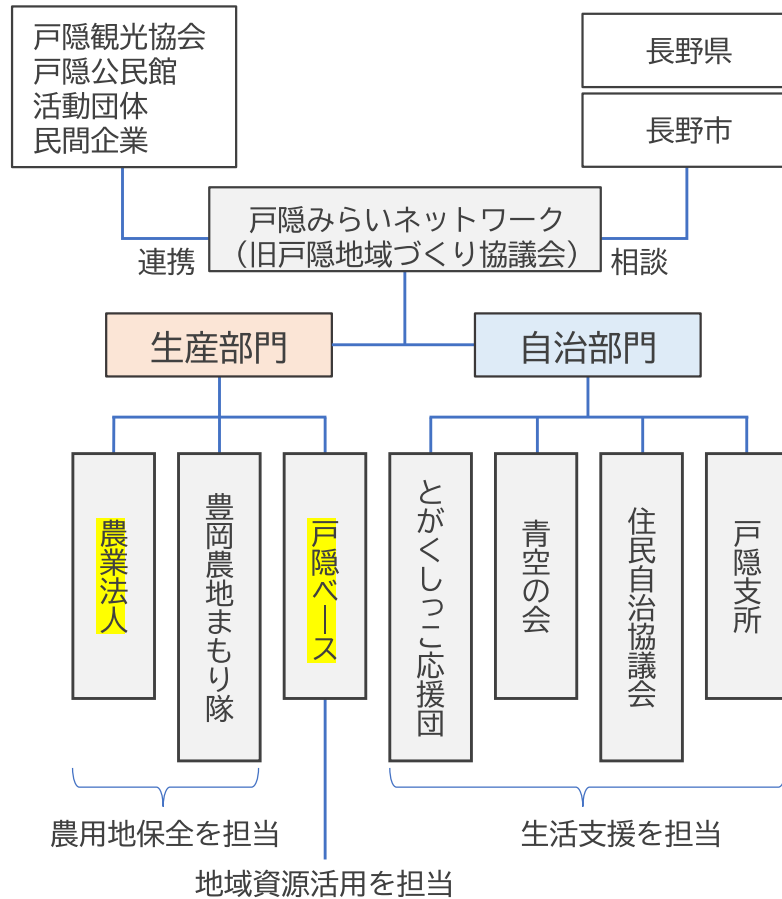 戸隠観光協会
戸隠公民館
活動団体
民間企業
長野県
長野市
戸隠みらいネットワーク
（旧戸隠地域づくり協議会）
連携
相談
生産部門
自治部門
農業法人
豊岡農地まもり隊
戸隠ベース
とがくしっこ応援団
青空の会
住民自治協議会
戸隠支所
農用地保全を担当
生活支援を担当
地域資源活用を担当